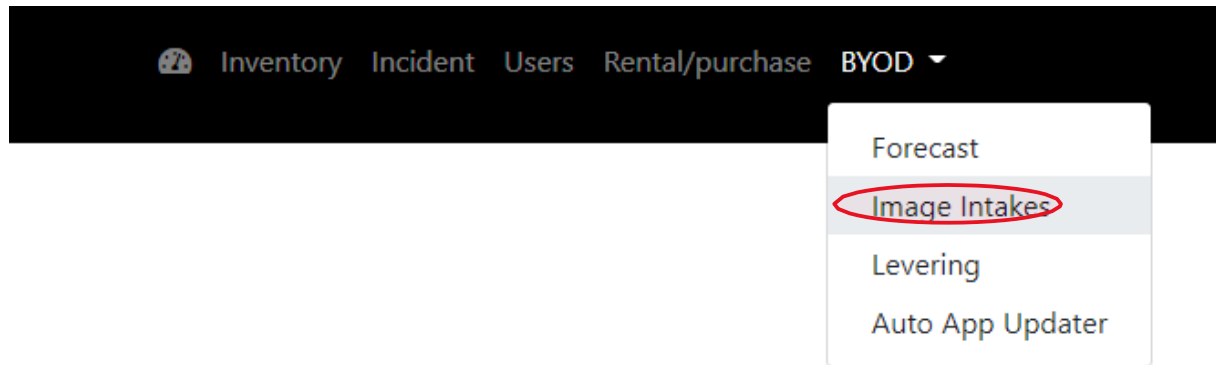 Inventory Incident Users Rental/purchase BYOD
Forecast
Image Intakes
Levering
Auto App Updater